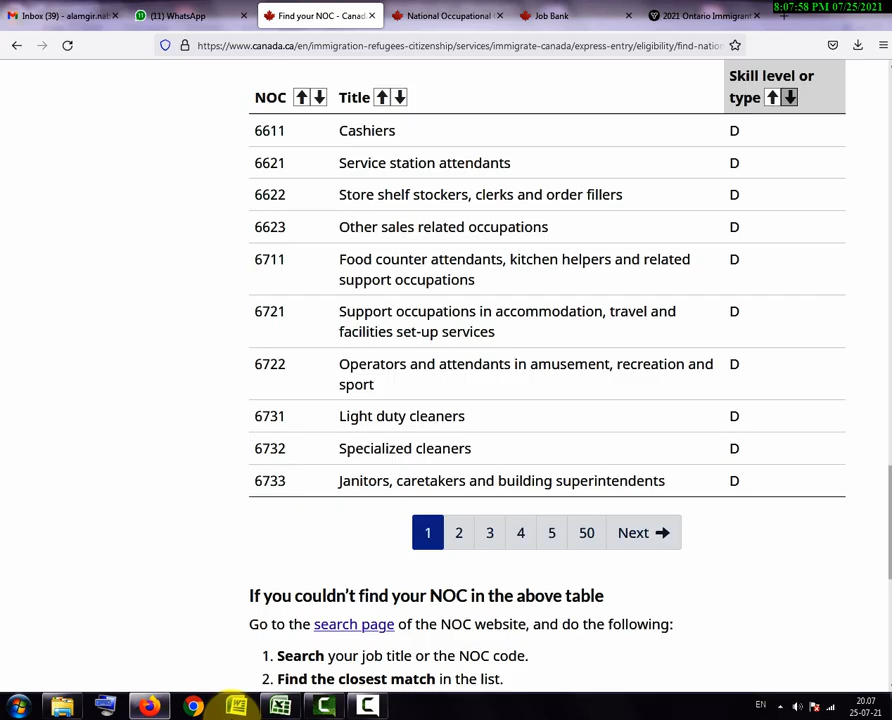 8:07:58 PM 07/25/2021
Inbox (39) - alamgir.nab
(11) WhatsApp
Find your NOC - Canad
National Occupational C
Job Bank
2021 Ontario Immigrant
https://www.canada.ca/en/immigration-refugees-citizenship/services/immigrate-canada/express-entry/eligibility/find-natio
Skill level or
NOC Title type
6611 Cashiers D
6621 Service station attendants D
6622 Store shelf stockers, clerks and order fillers D
6623 Other sales related occupations D
6711 Food counter attendants, kitchen helpers and related D
support occupations
6721 Support occupations in accommodation, travel and D
facilities set-up services
6722 Operators and attendants in amusement, recreation and D
sport
6731 Light duty cleaners D
6732 Specialized cleaners D
6733 Janitors, caretakers and building superintendents D
1 2 3 4 5 50 Next
If you couldn’t find your NOC in the above table
Go to the search page of the NOC website, and do the following:
1. Search your job title or the NOC code.
2. Find the closest match in the list.
EN 20.07
25-07-21